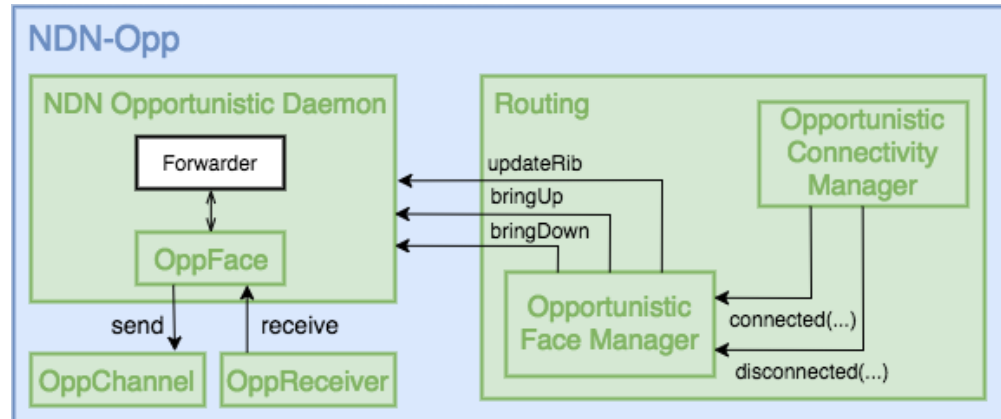 NDN-Opp
NDN Opportunistic Daemon
Forwarder
OppFace
send
receive
OppChannel
OppReceiver
Routing
Opportunistic
Connectivity
Manager
updateRib
bringUp
bringDown
Opportunistic
Face Manager
connected(...)
disconnected(...)